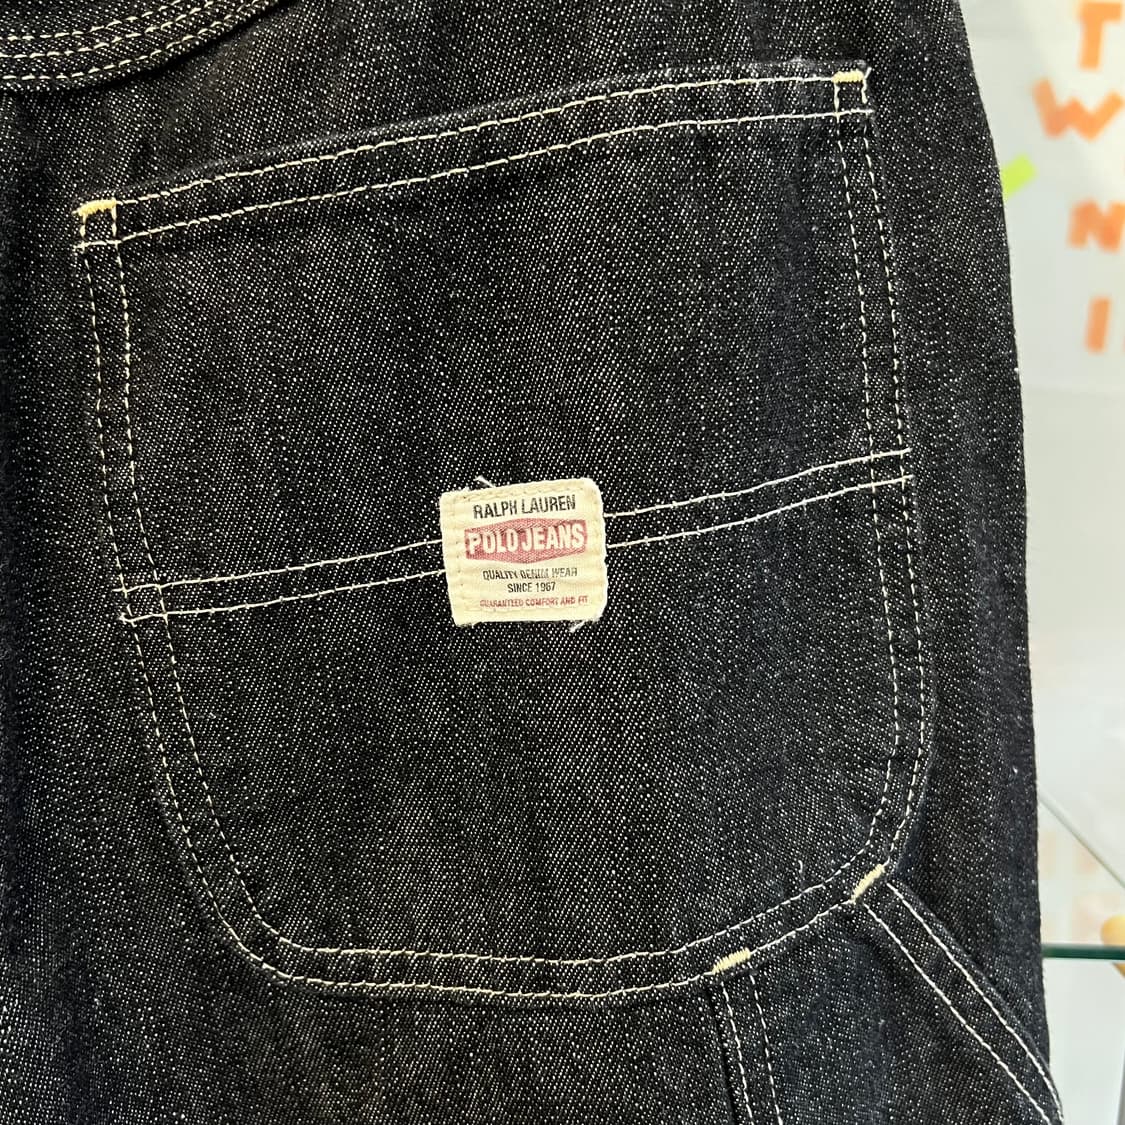 RALPH LAUREN
POLO JEANS
QUALITY DENIM WEAR
SINCE 1967
GUARANTEED COMFORT AND FIT
T
W
N
I